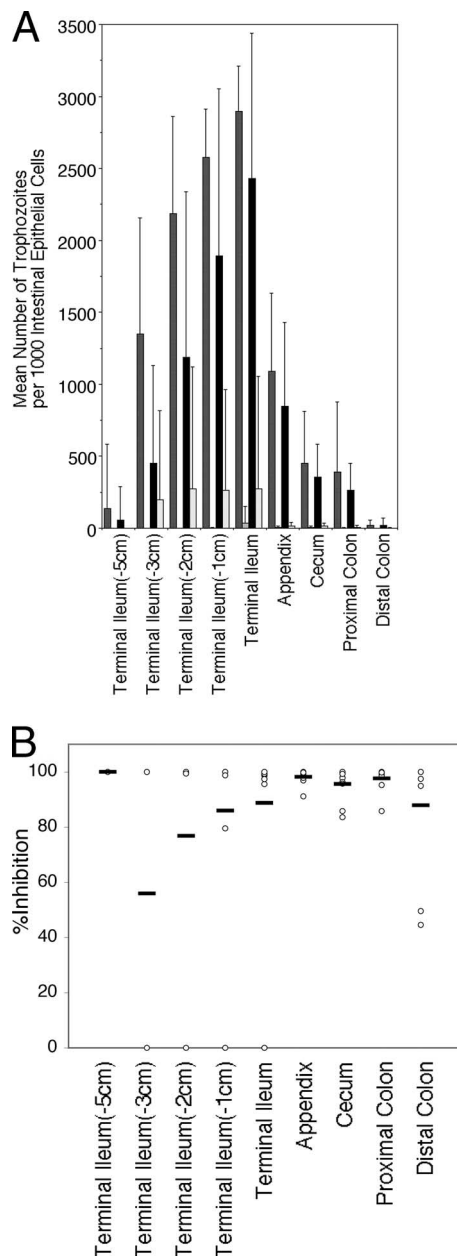 A
Mean Number of Trophozoites
per 1000 Intestinal Epithelial Cells
3500
3000
2500
2000
1500
1000
500
0
Terminal Ileum(-5cm)
Terminal Ileum(-3cm)
Terminal Ileum(-2cm)
Terminal Ileum(-1cm)
Terminal Ileum
Appendix
Cecum
Proximal Colon
Distal Colon
B
%Inhibition
100
80
60
40
20
0
Terminal Ileum(-5cm)
Terminal Ileum(-3cm)
Terminal Ileum(-2cm)
Terminal Ileum(-1cm)
Terminal Ileum
Appendix
Cecum
Proximal Colon
Distal Colon